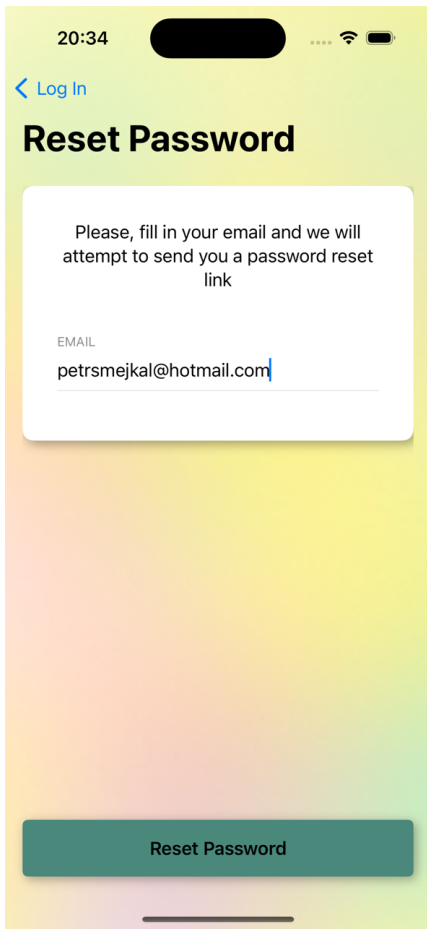 20:34
Log In
Reset Password
Please, fill in your email and we will
attempt to send you a password reset
link
EMAIL
petrsmejkal@hotmail.com
Reset Password